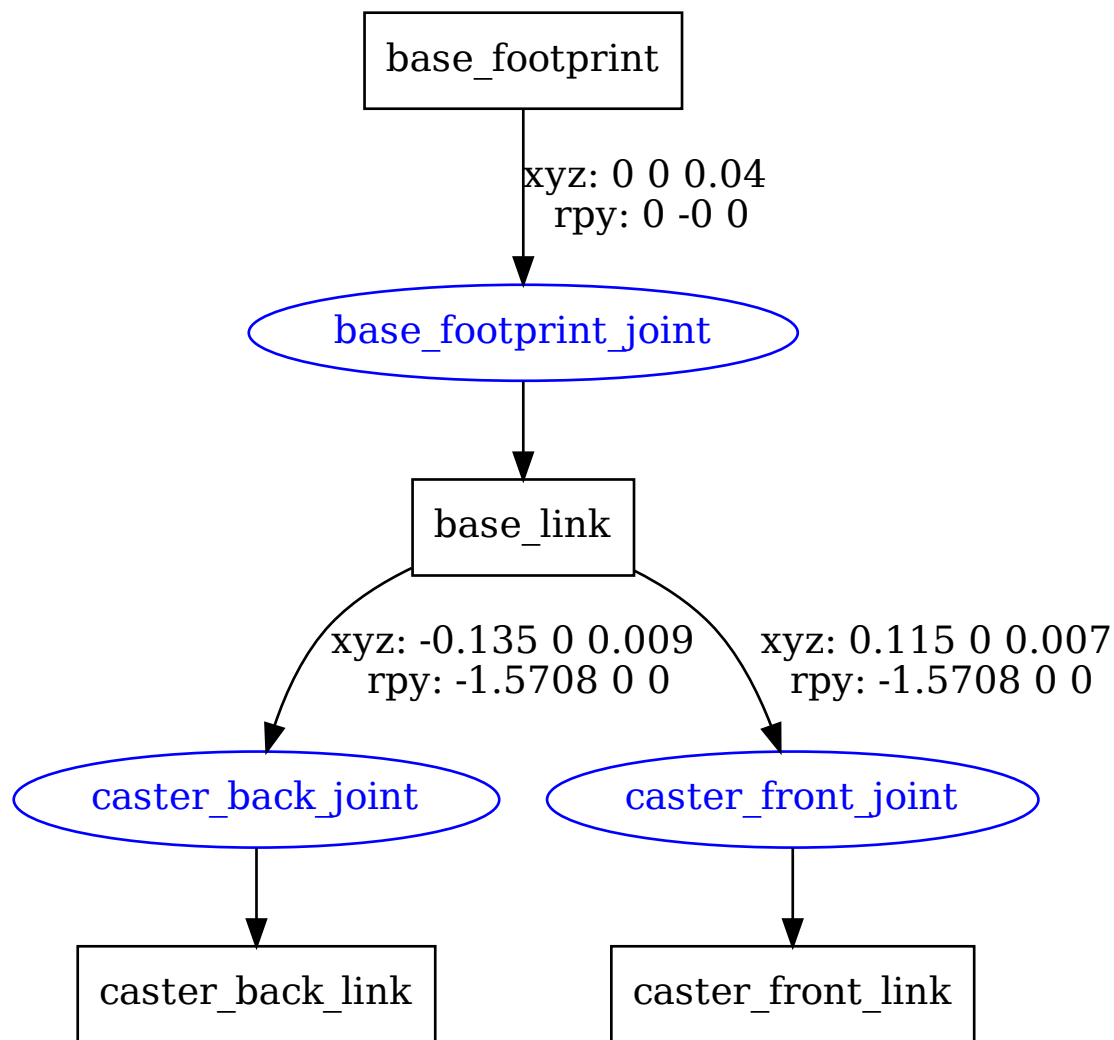 base_footprint
xyz: 0 0 0.04
rpy: 0 -0 0
base_footprint_joint
base_link
xyz: -0.135 0 0.009
rpy: -1.5708 0 0
xyz: 0.115 0 0.007
rpy: -1.5708 0 0
caster_back_joint
caster_front_joint
caster_back_link
caster_front_link